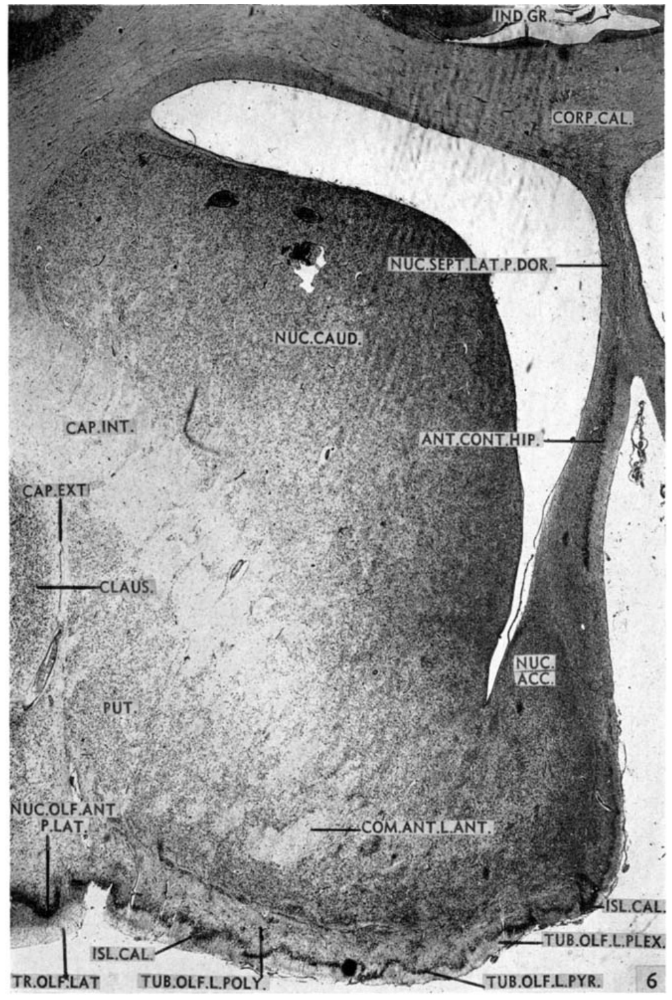 IND.GR.
CORP.CAL.
NUC.SEPT.LAT.P.DOR.
NUC.CAUD.
CAP.INT.
ANT.CONT.HIP.
CAP.EXT.
CLAUS.
NUC.
ACC.
PUT.
NUC.OLF.ANT.
P.LAT.
COM.ANT.L.ANT.
ISL.CAL.
TUB.OLF.L.PLEX.
ISL.CAL.
TR.OLF.LAT
TUB.OLF.L.POLY.
TUB.OLF.L.PYR.
6